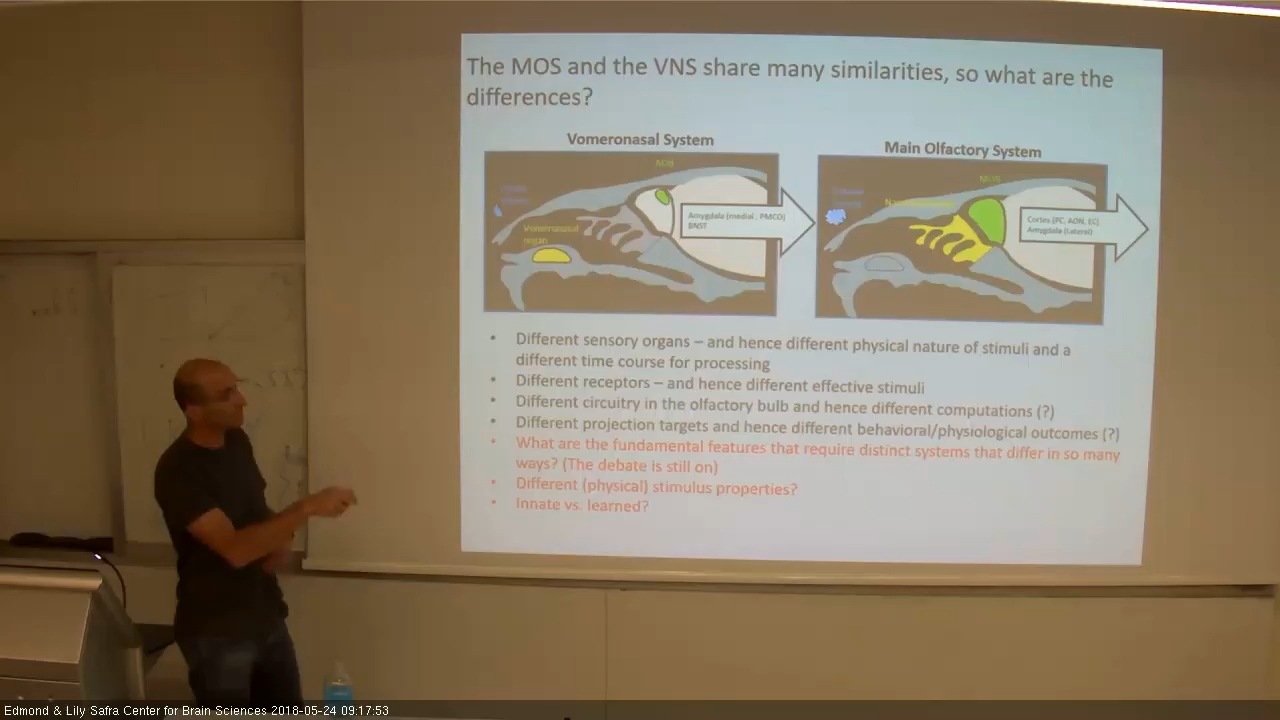 The MOS and the VNS share many similarities, so what are the
differences?
Vomeronasal System
Main Olfactory System
Vomeronasal
organ
Amygdala (medial , PMCO)
BNST
MOB
Cortex (PC, AON, EC)
Amygdala (lateral)
• Different sensory organs – and hence different physical nature of stimuli and a
different time course for processing
• Different receptors – and hence different effective stimuli
• Different circuitry in the olfactory bulb and hence different computations (?)
• Different projection targets and hence different behavioral/physiological outcomes (?)
• What are the fundamental features that require distinct systems that differ in so many
ways? (The debate is still on)
• Different (physical) stimulus properties?
• Innate vs. learned?
Edmond & Lily Safra Center for Brain Sciences 2018-05-24 09:17:53